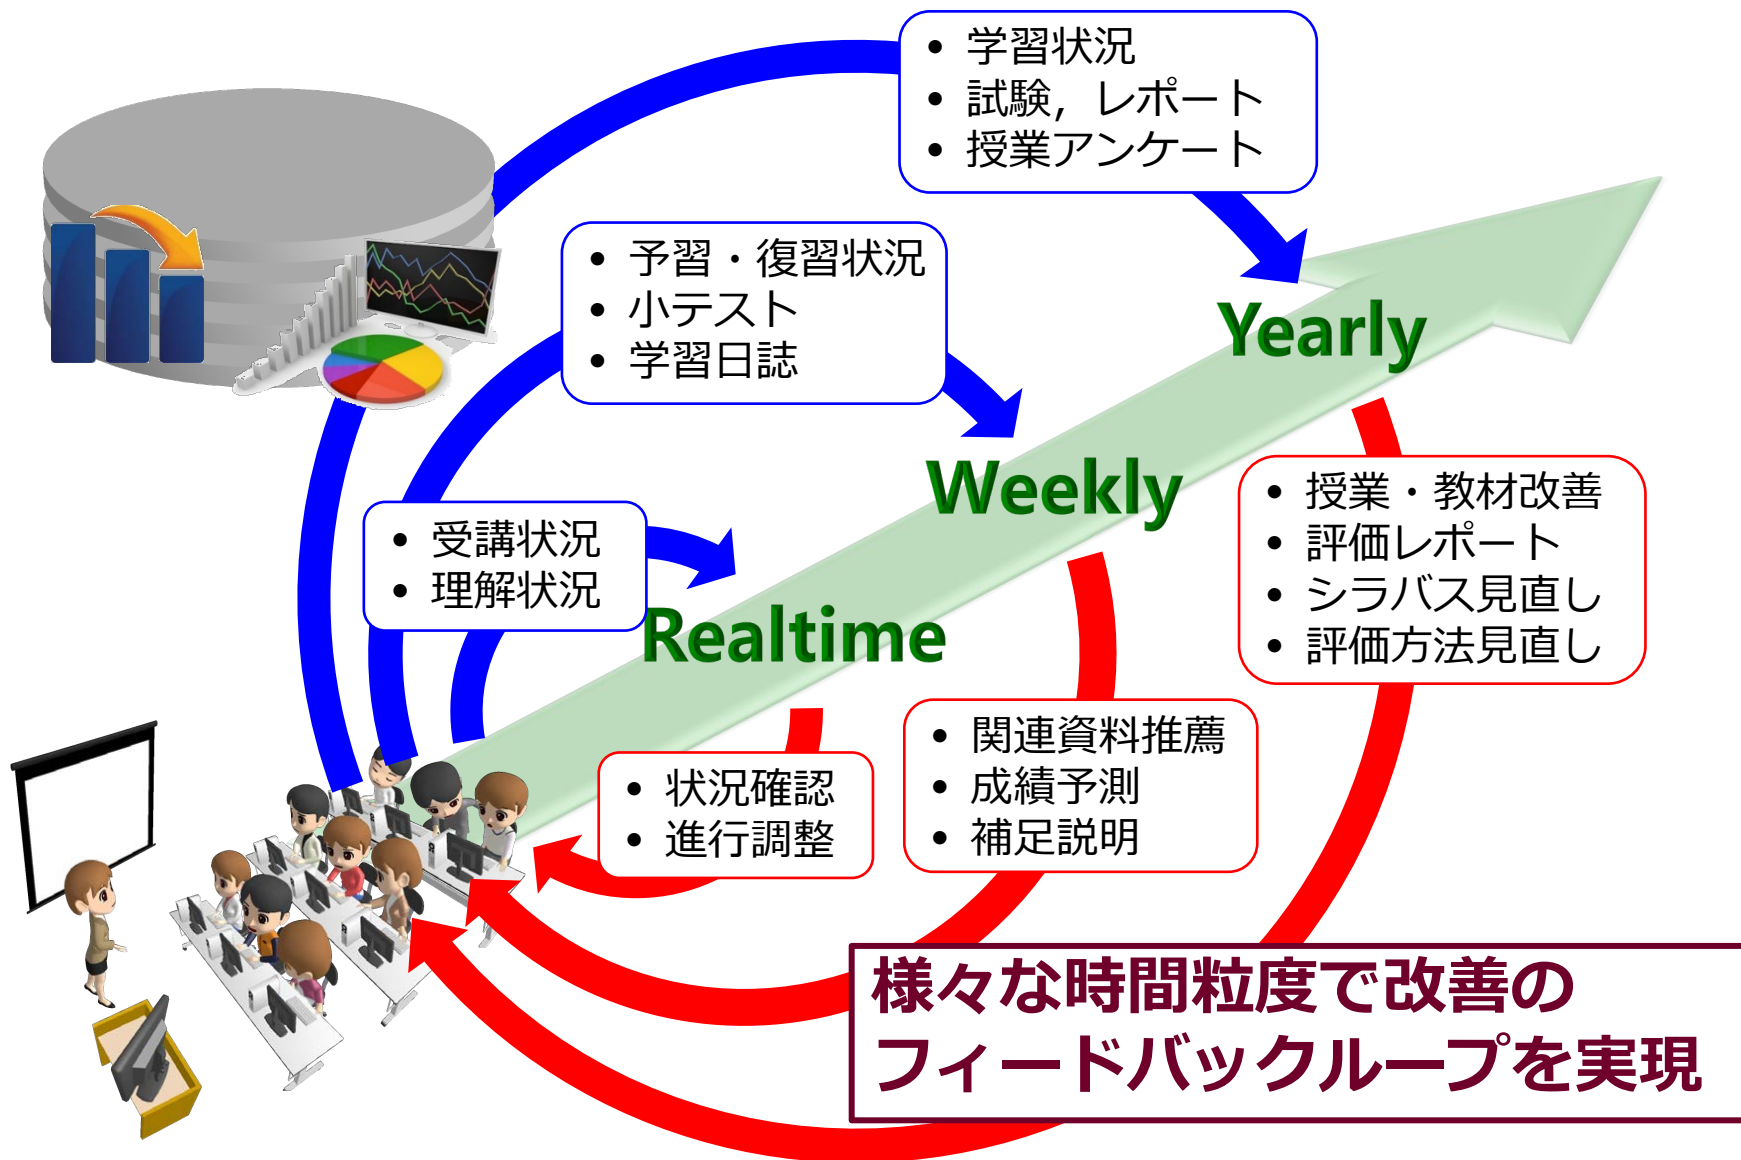 • 学習状況
• 試験，レポート
• 授業アンケート
• 予習・復習状況
• 小テスト
• 学習日誌
• 受講状況
• 理解状況
Yearly
Weekly
Realtime
• 授業・教材改善
• 評価レポート
• シラバス見直し
• 評価方法見直し
• 関連資料推薦
• 成績予測
• 補足説明
• 状況確認
• 進行調整
様々な時間粒度で改善の
フィードバックループを実現